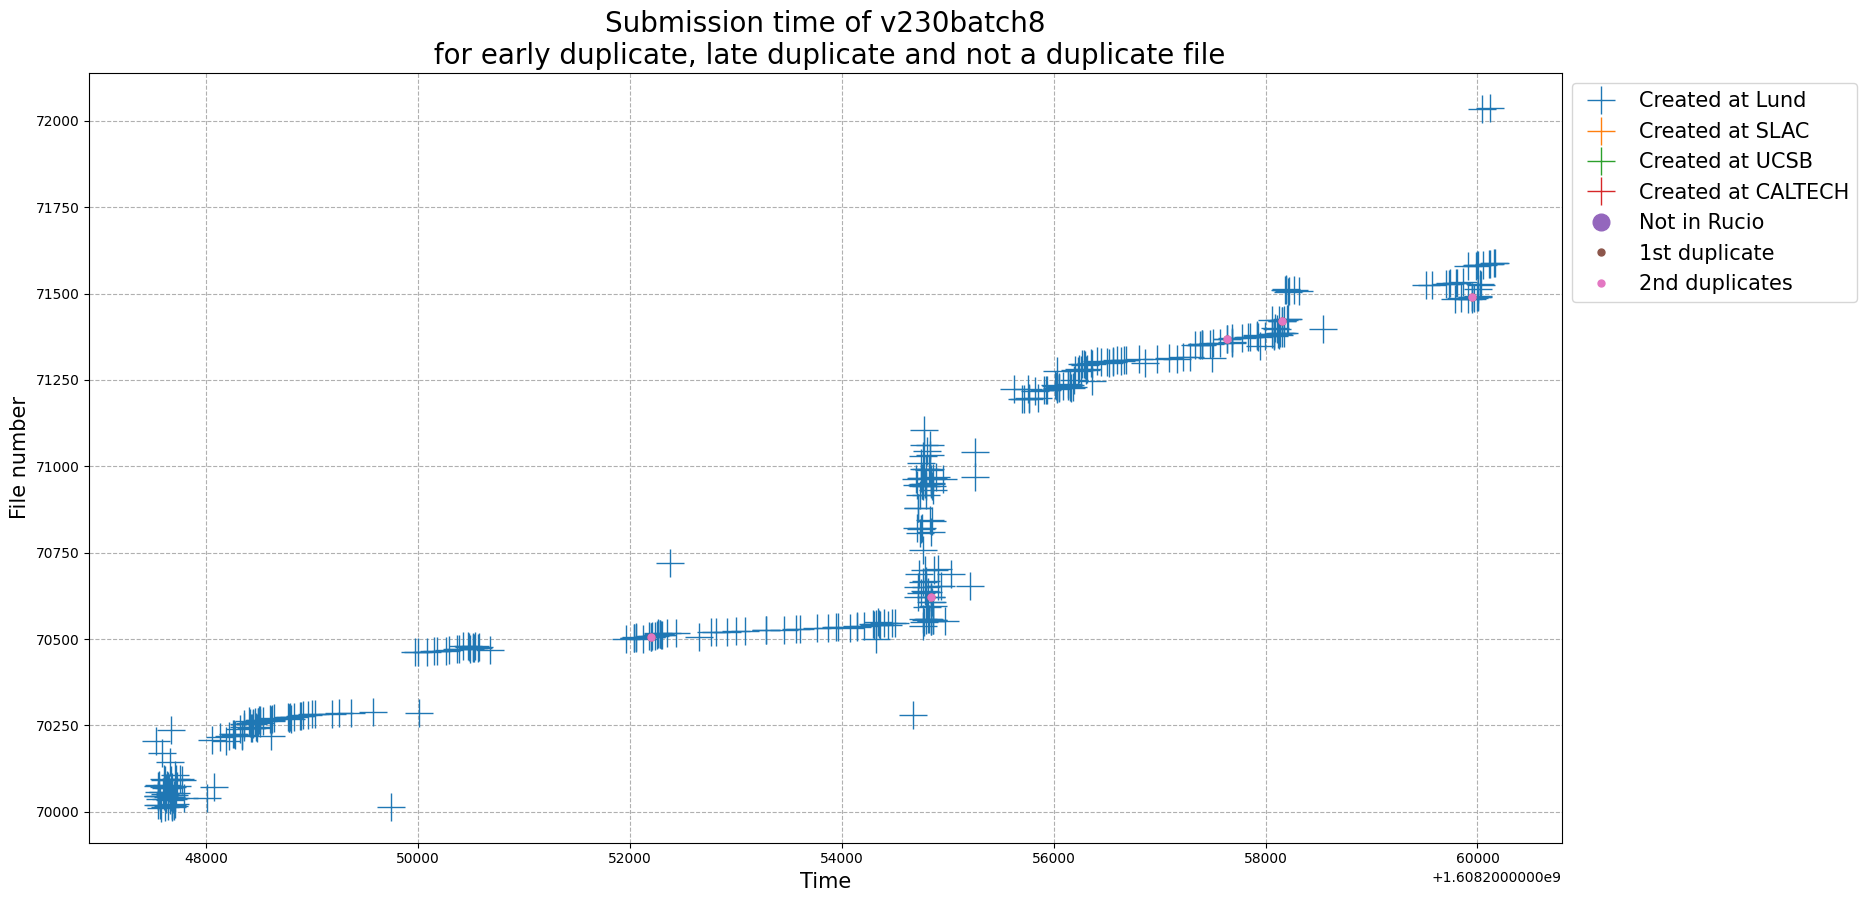 Submission time of v230batch8
for early duplicate, late duplicate and not a duplicate file
File number
72000
71750
71500
71250
71000
70750
70500
70250
70000
48000 50000 52000 54000 56000 58000 60000
Time
+1.6082000000e9
Created at Lund
Created at SLAC
Created at UCSB
Created at CALTECH
Not in Rucio
1st duplicate
2nd duplicates